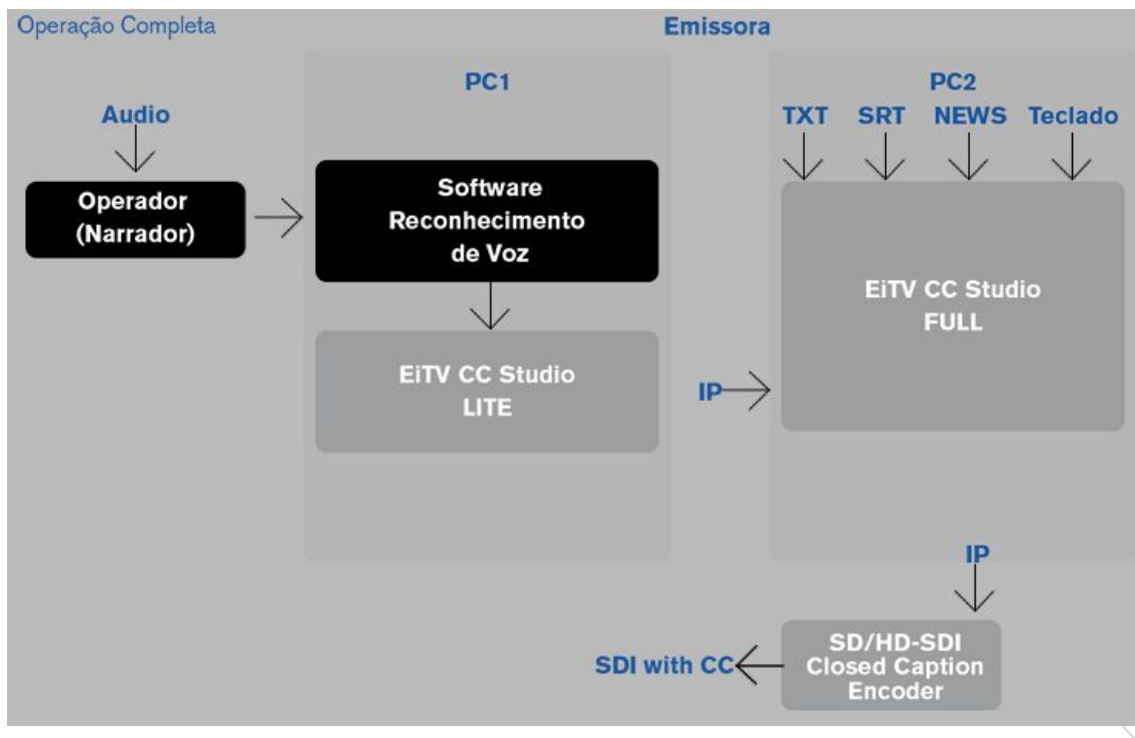 Operação Completa
Emissora
PC1
PC2
Audio
TXT SRT NEWS Teclado
Operador
(Narrador)
Software
Reconhecimento
de Voz
EiTV CC Studio
LITE
EiTV CC Studio
FULL
IP
IP
SD/HD-SDI
Closed Caption
Encoder
SDI with CC